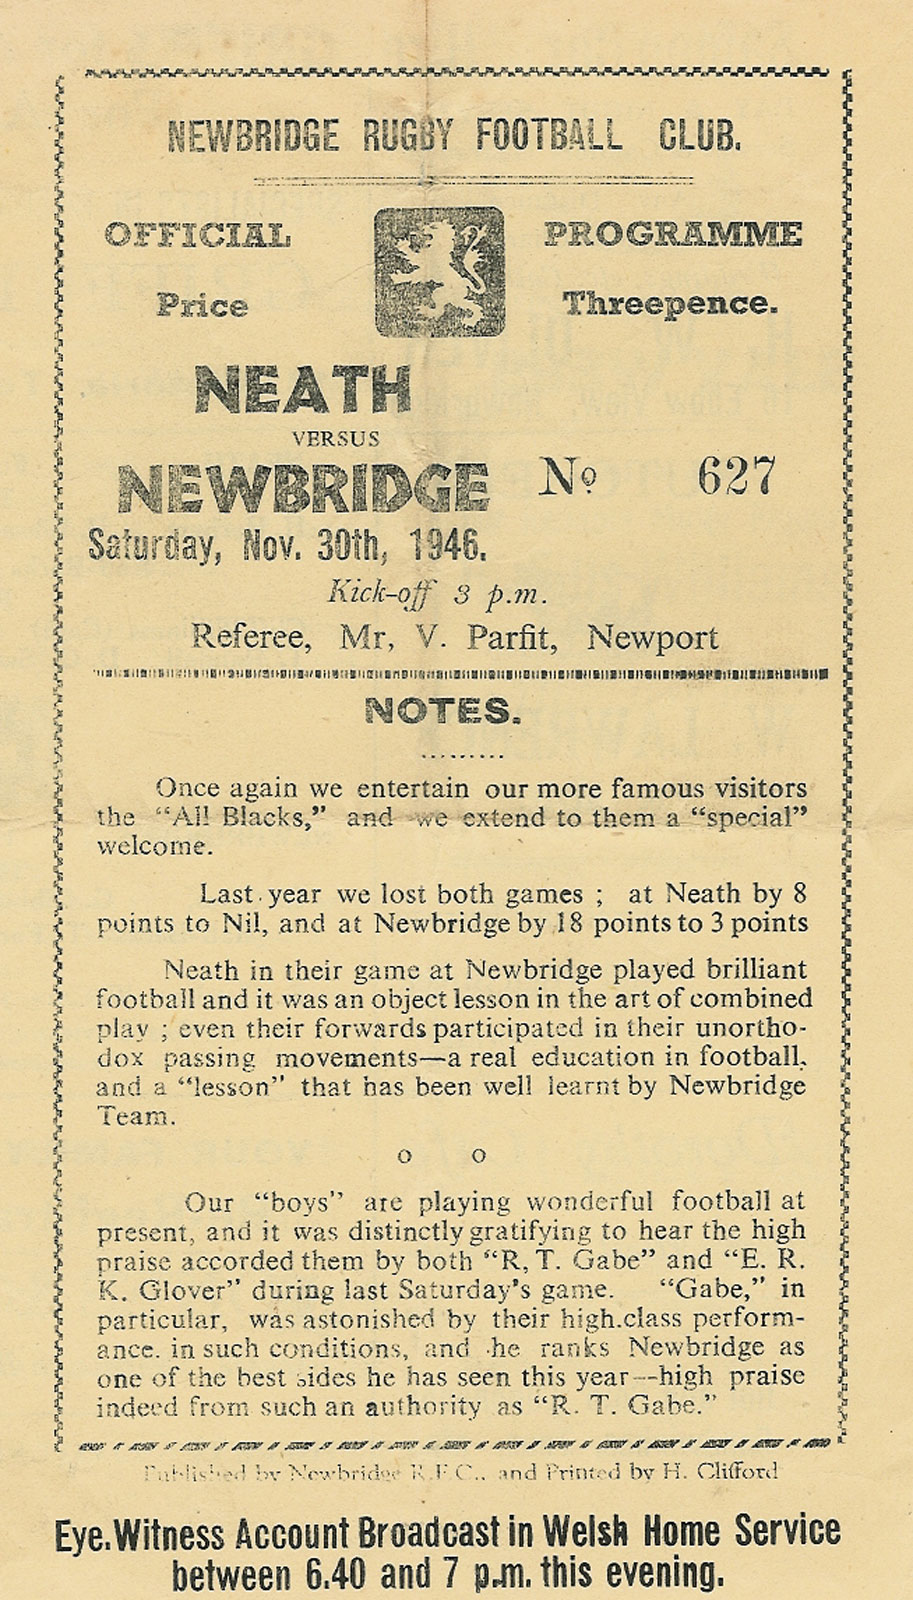 NEWBRIDGE RUGBY FOOTBALL CLUB.
OFFICIAL PROGRAMME
Price Threepence.
NEATH
VERSUS
NEWBRIDGE No 627
Saturday, Nov. 30th, 1946.
Kick-off 3 p.m.
Referee, Mr, V. Parfit, Newport
NOTES.
.........
Once again we entertain our more famous visitors
the "All Blacks," and we extend to them a "special"
welcome.
Last year we lost both games ; at Neath by 8
points to Nil, and at Newbridge by 18 points to 3 points
Neath in their game at Newbridge played brilliant
football and it was an object lesson in the art of combined
play ; even their forwards participated in their unortho-
dox passing movements—a real education in football,
and a "lesson" that has been well learnt by Newbridge
Team.
o o
Our "boys" are playing wonderful football at
present, and it was distinctly gratifying to hear the high
praise accorded them by both "R, T. Gabe" and "E. R.
K. Glover" during last Saturday's game. "Gabe," in
particular, was astonished by their high.class perform-
ance. in such conditions, and he ranks Newbridge as
one of the best sides he has seen this year--high praise
indeed from such an authority as "R. T. Gabe."
Published by Newbridge R.F.C., and Printed by H. Clifford
Eye.Witness Account Broadcast in Welsh Home Service
between 6.40 and 7 p.m. this evening.